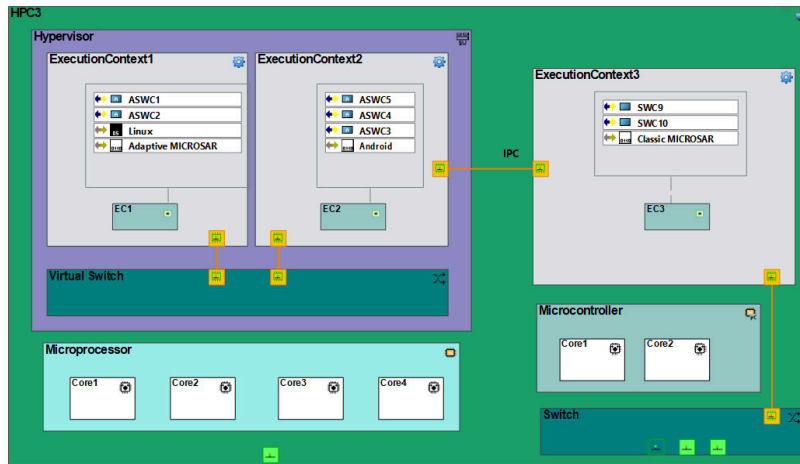 HPC3
Hypervisor
ExecutionContext1
ASWC1
ASWC2
Linux
Adaptive MICROSAR
EC1
ExecutionContext2
ASWC5
ASWC4
ASWC3
Android
EC2
IPC
ExecutionContext3
SWC9
SWC10
Classic MICROSAR
EC3
Virtual Switch
Microprocessor
Core1
Core2
Core3
Core4
Microcontroller
Core1
Core2
Switch